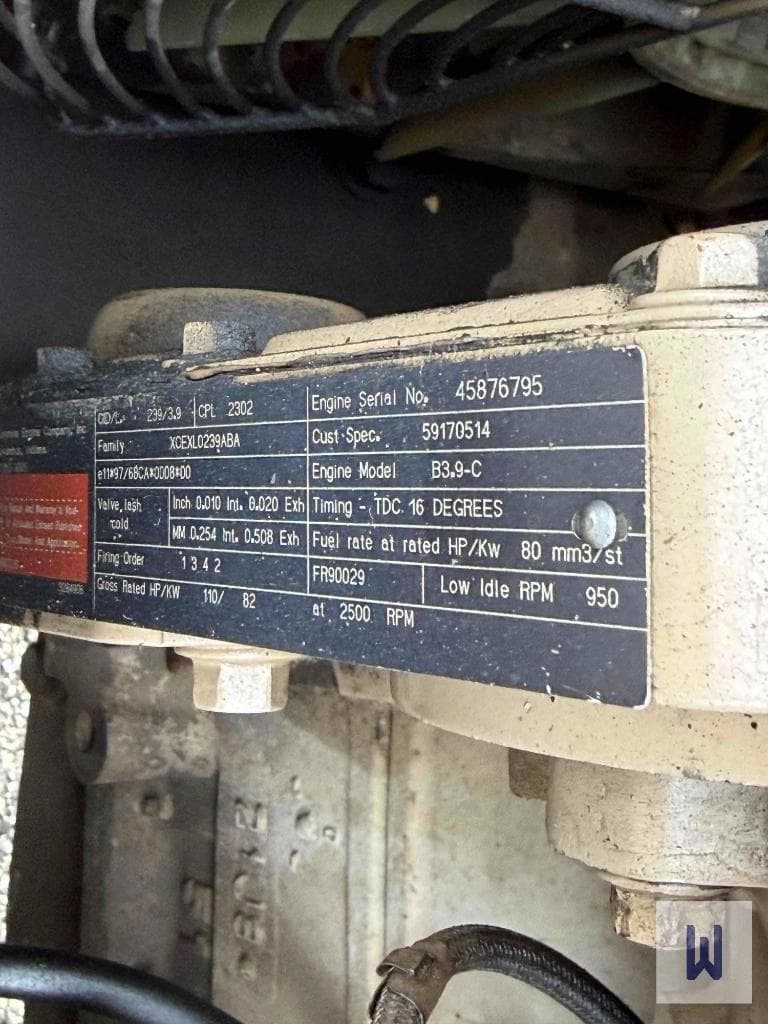 CID/L. 239/3.9 CPL 2302
Family XCEXL0239ABA
e11*97/68CA*0008*00
Valve lash cold
Inch 0.010 Int. 0.020 Exh
MM 0.254 Int. 0.508 Exh
Firing Order 1 3 4 2
Gross Rated HP/KW 110/ 82 at 2500 RPM
Engine Serial No. 45876795
Cust Spec. 59170514
Engine Model B3.9-C
Timing - TDC 16 DEGREES
Fuel rate at rated HP/Kw 80 mm3/st
FR90029 Low Idle RPM 950
W